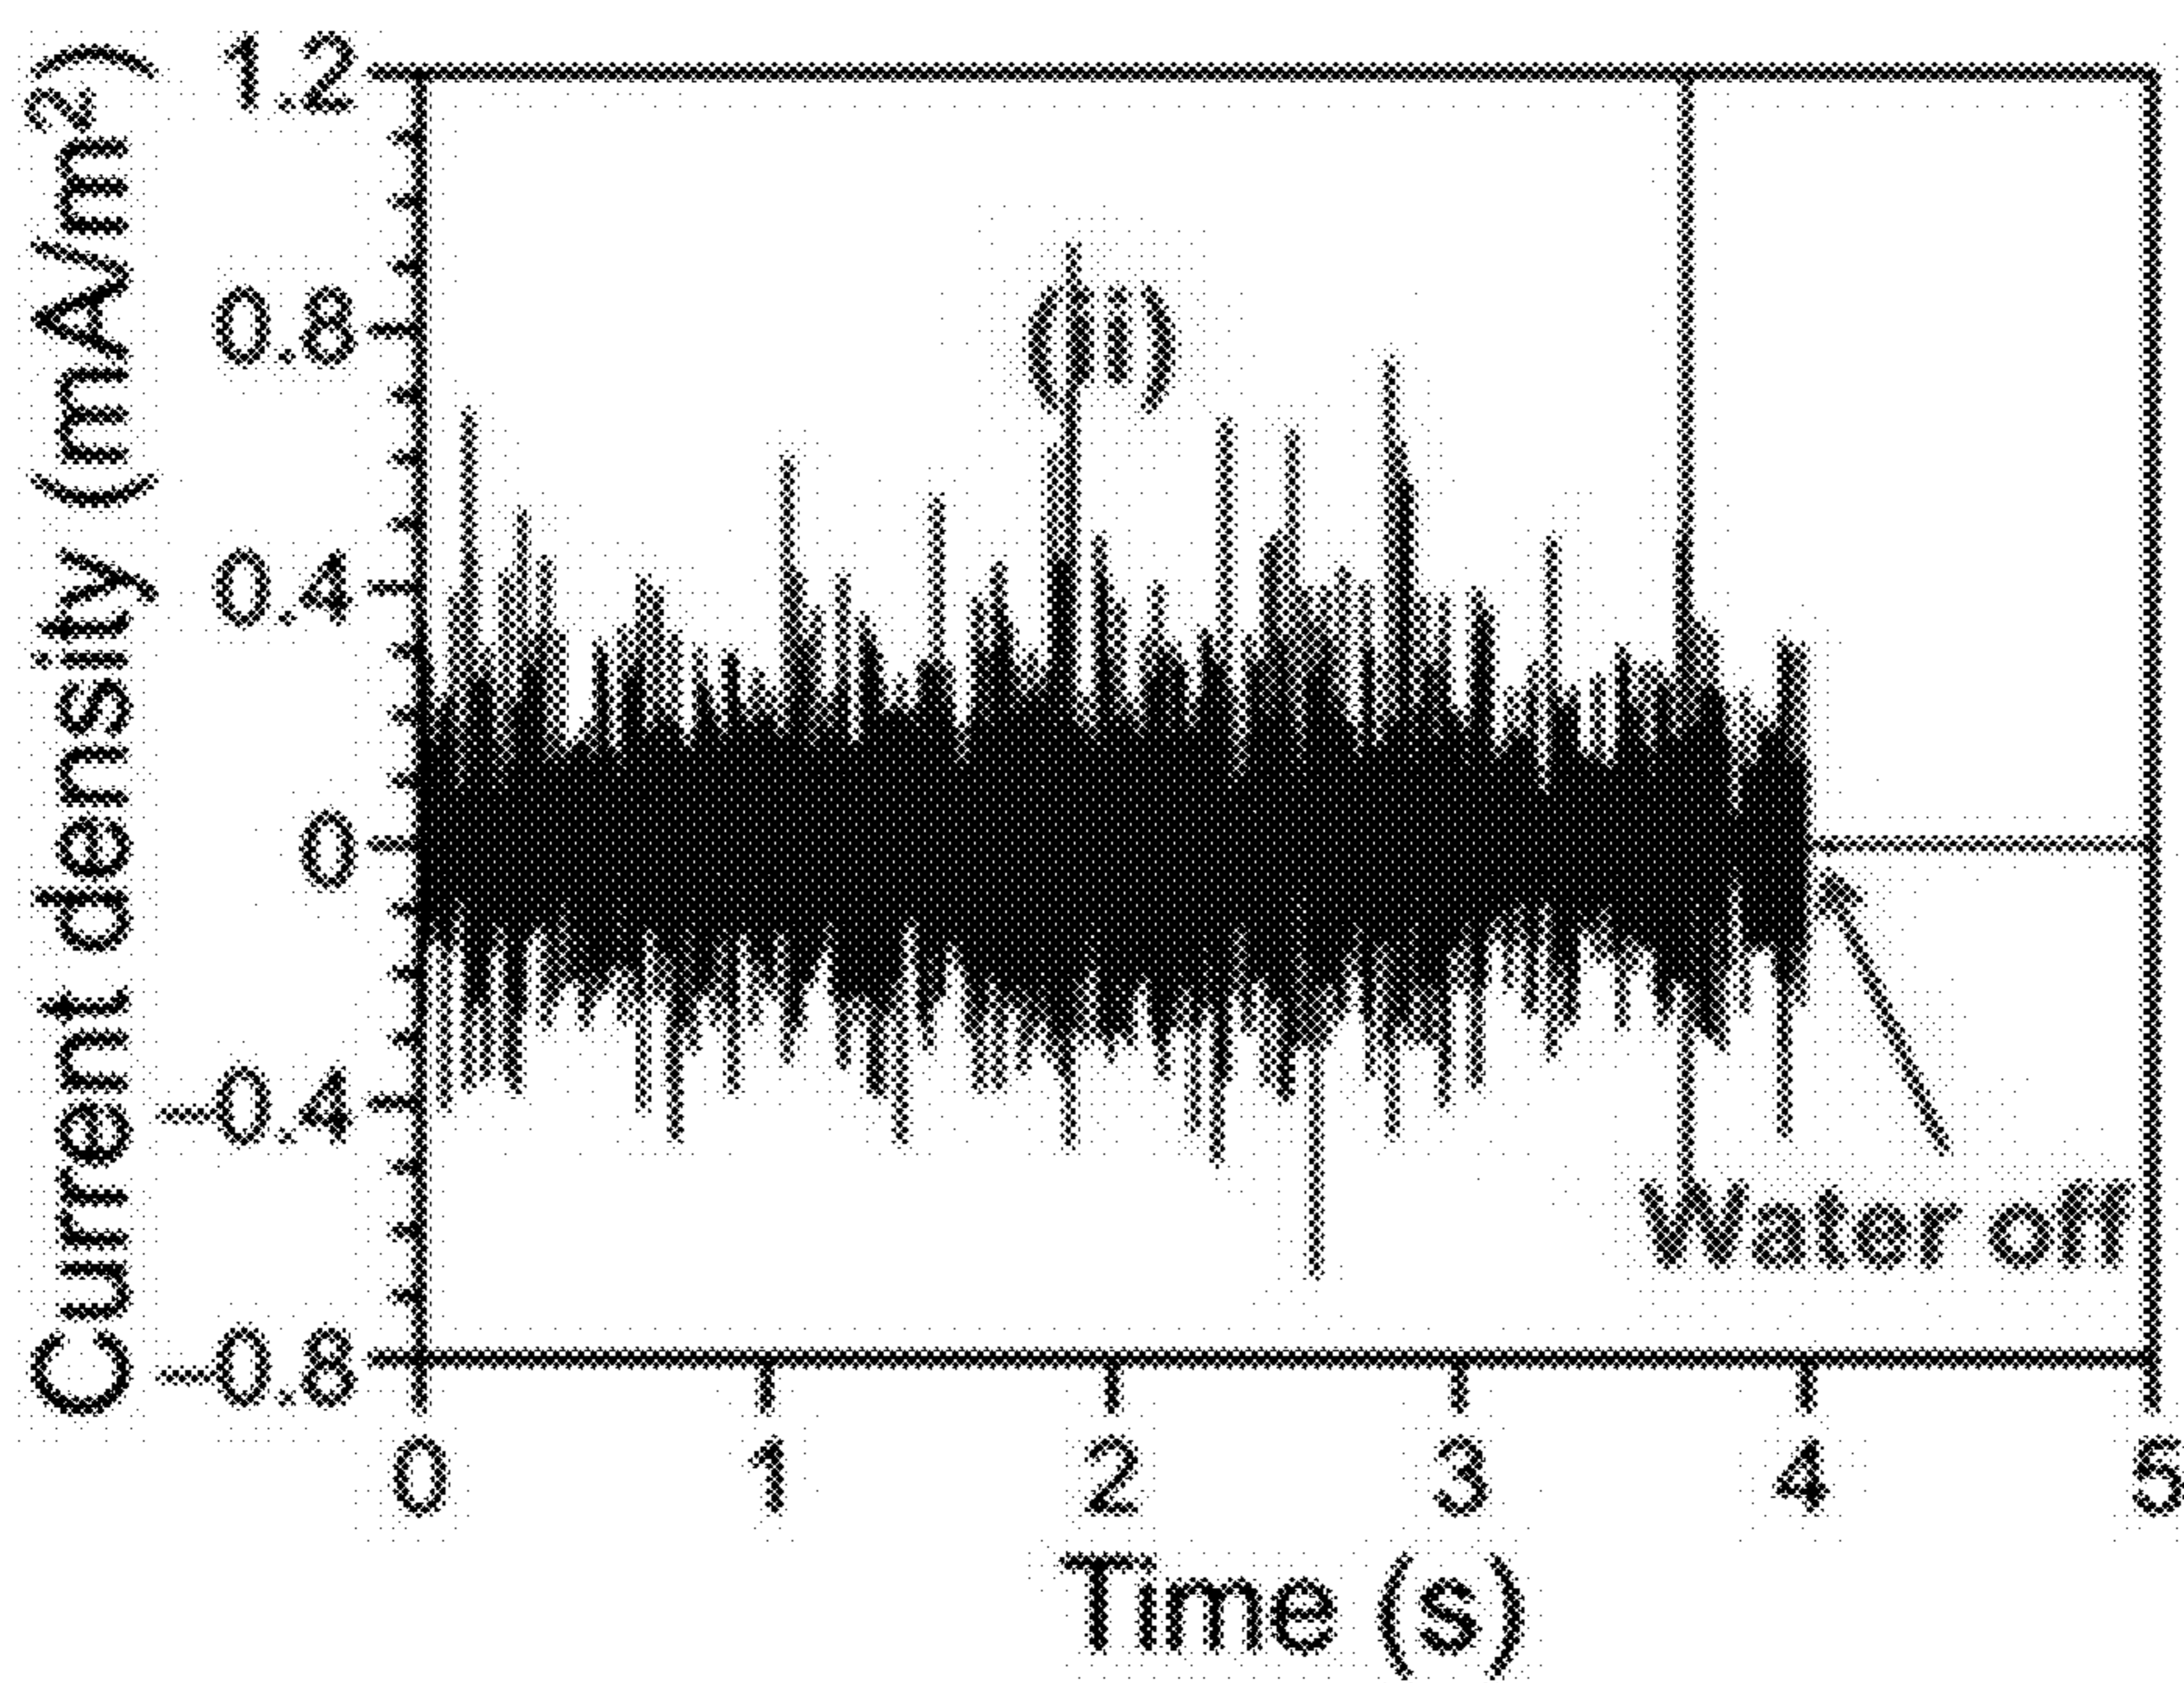 Current density (mA/m²)
1.2
0.8
0.4
0
–0.4
–0.8
(ii)
Water off
0 1 2 3 4 5
Time (s)